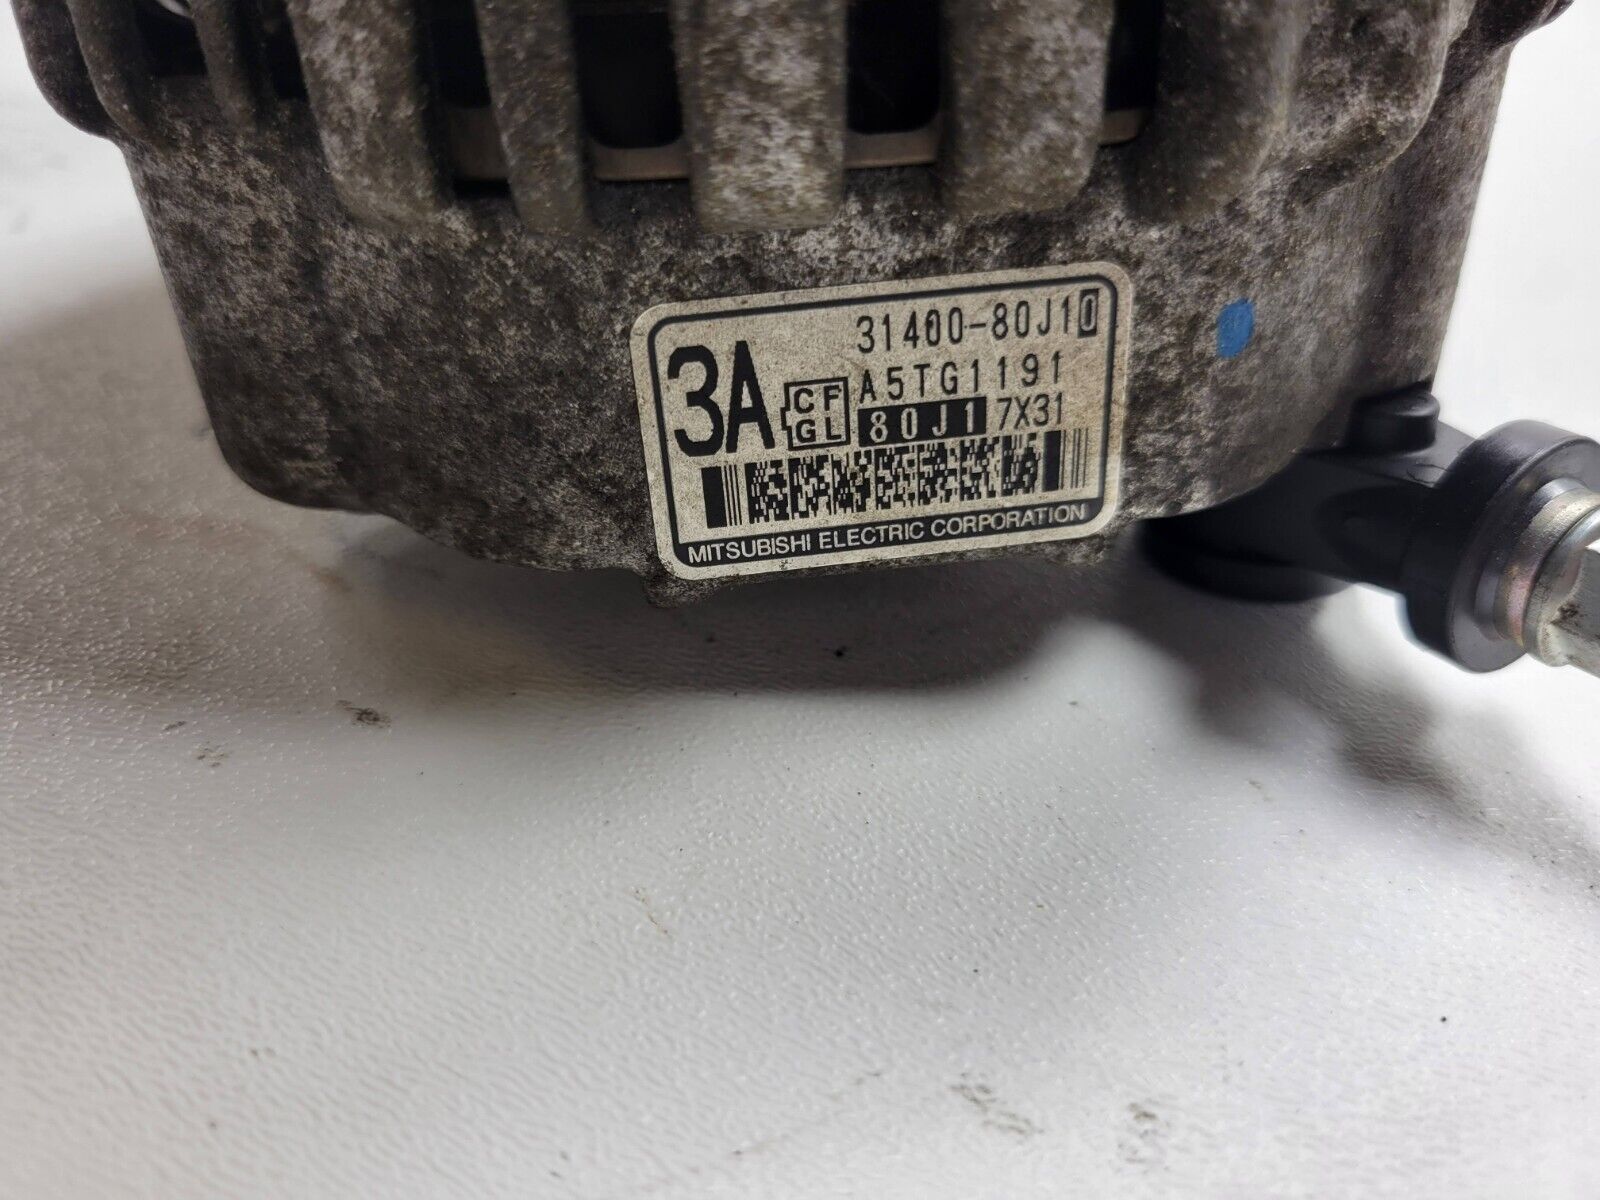 31400-80J10
3A
A5TG1191
CF
GL
80J1 7X31
MITSUBISHI ELECTRIC CORPORATION